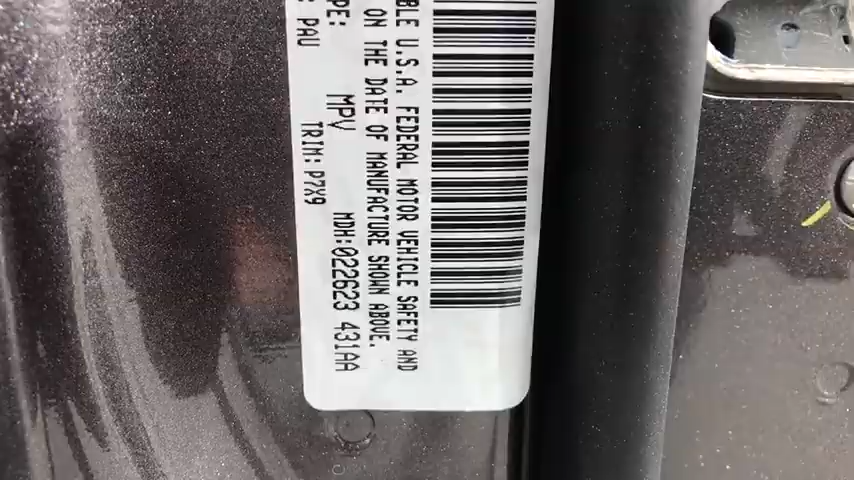 BLE U.S.A. FEDERAL MOTOR VEHICLE SAFETY AND
ON THE DATE OF MANUFACTURE SHOWN ABOVE.
PE: MPV MDH:022623 431AA
: PAU TRIM: P7X9